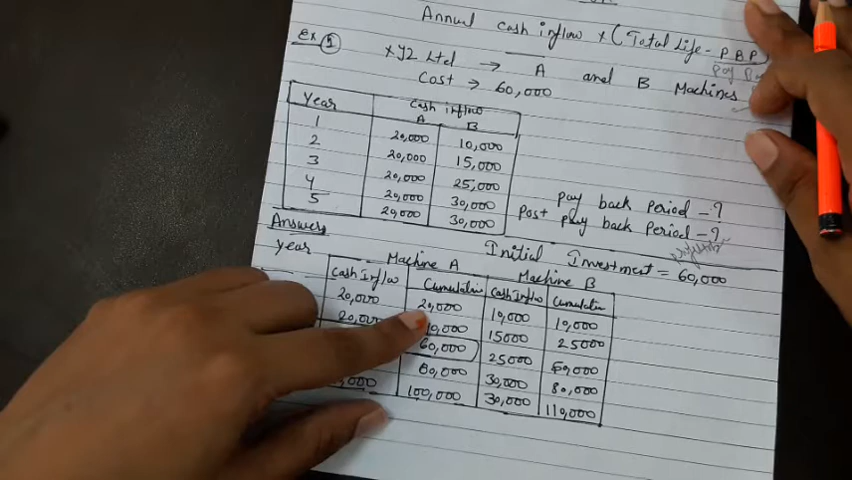 Annual cash inflow × (Total life - PBP)
Pay
ex 1
XYZ Ltd → A and B Machines
Cost → 60,000
Year Cash inflow
A B
1 20,000 10,000
2 20,000 15,000
3 20,000 25,000
4 20,000 30,000
5 20,000 30,000
Pay back Period - ?
Post pay back Period - ?
Answer
Initial Investment = 60,000
year Machine A Machine B
Cash inflow Cumulative Cash inflow Cumulative
20,000 20,000 10,000 10,000
20,000 15000 25000
60,000 25000
80,000 30,000 80,000
100,000 30,000 110,000